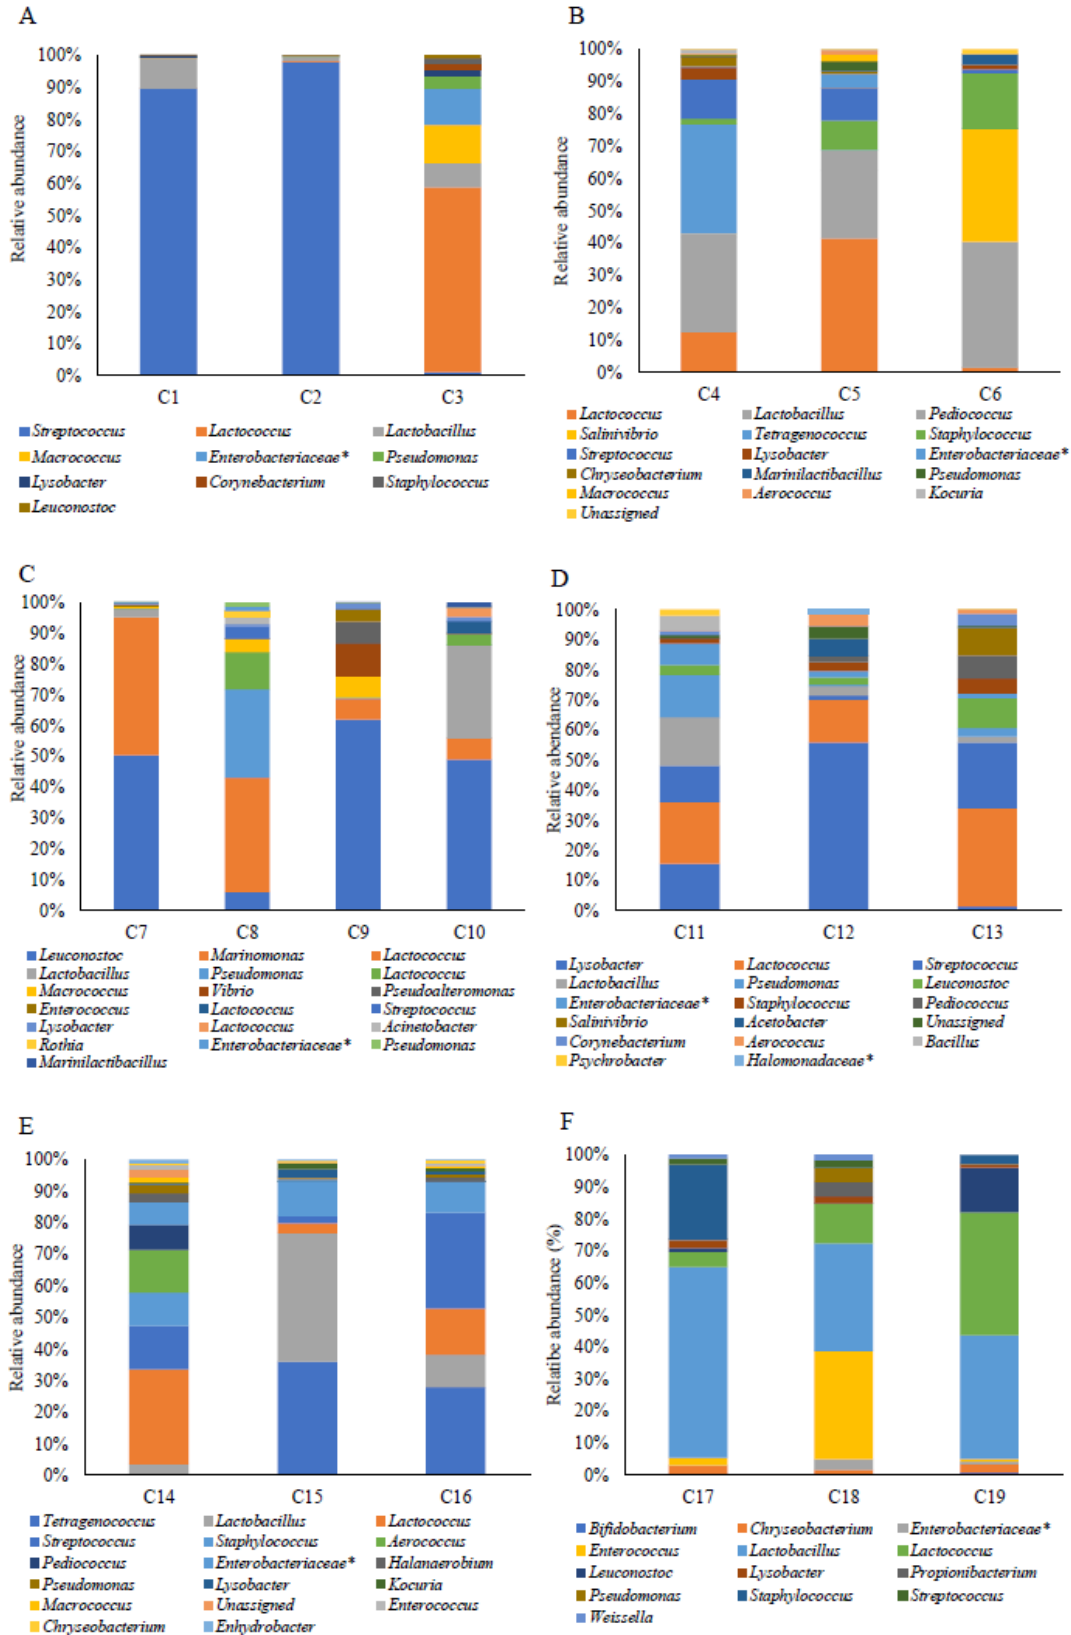 A
Relative abundance
100%
90%
80%
70%
60%
50%
40%
30%
20%
10%
0%
C1 C2 C3
Streptococcus Lactococcus Lactobacillus
Macrococcus Enterobacteriaceae* Pseudomonas
Lysobacter Corynebacterium Staphylococcus
Leuconostoc
B
Relative abundance
100%
90%
80%
70%
60%
50%
40%
30%
20%
10%
0%
C4 C5 C6
Lactococcus Lactobacillus Pediococcus
Salinivibrio Tetragenococcus Staphylococcus
Streptococcus Lysobacter Enterobacteriaceae*
Chryseobacterium Marinilactibacillus Pseudomonas
Macrococcus Aerococcus Kocuria
Unassigned
C
Relative abundance
100%
90%
80%
70%
60%
50%
40%
30%
20%
10%
0%
C7 C8 C9 C10
Leuconostoc Marinomonas Lactococcus
Lactobacillus Pseudomonas Lactococcus
Macrococcus Vibrio Pseudoalteromonas
Enterococcus Lactococcus Streptococcus
Lysobacter Lactococcus Acinetobacter
Rothia Enterobacteriaceae* Pseudomonas
Marinilactibacillus
D
Relative abendance
100%
90%
80%
70%
60%
50%
40%
30%
20%
10%
0%
C11 C12 C13
Lysobacter Lactococcus Streptococcus
Lactobacillus Pseudomonas Leuconostoc
Enterobacteriaceae* Staphylococcus Pediococcus
Salinivibrio Acetobacter Unassigned
Corynebacterium Aerococcus Bacillus
Psychrobacter Halomonadaceae*
E
Relative abundance
100%
90%
80%
70%
60%
50%
40%
30%
20%
10%
0%
C14 C15 C16
Tetragenococcus Lactobacillus Lactococcus
Streptococcus Staphylococcus Aerococcus
Pediococcus Enterobacteriaceae* Halanaerobium
Pseudomonas Lysobacter Kocuria
Macrococcus Unassigned Enterococcus
Chryseobacterium Enhydrobacter
F
Relatibe abundance (%)
100%
90%
80%
70%
60%
50%
40%
30%
20%
10%
0%
C17 C18 C19
Bifidobacterium Chryseobacterium Enterobacteriaceae*
Enterococcus Lactobacillus Lactococcus
Leuconostoc Lysobacter Propionibacterium
Pseudomonas Staphylococcus Streptococcus
Weissella